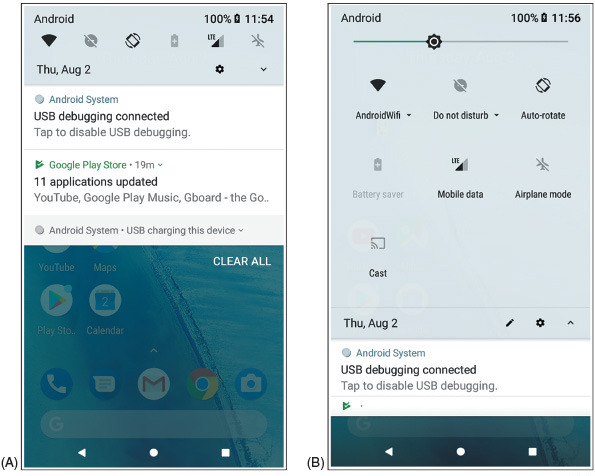 Android 100% 11:54
LTE
Thu, Aug 2
Android System
USB debugging connected
Tap to disable USB debugging.
Google Play Store • 19m
11 applications updated
YouTube, Google Play Music, Gboard - the Go..
Android System • USB charging this device
CLEAR ALL
YouTube Maps
2
Play Sto.. Calendar
G
(A)
Android 100% 11:56
AndroidWifi Do not disturb Auto-rotate
LTE
Battery saver Mobile data Airplane mode
Cast
Thu, Aug 2
Android System
USB debugging connected
Tap to disable USB debugging.
G
(B)